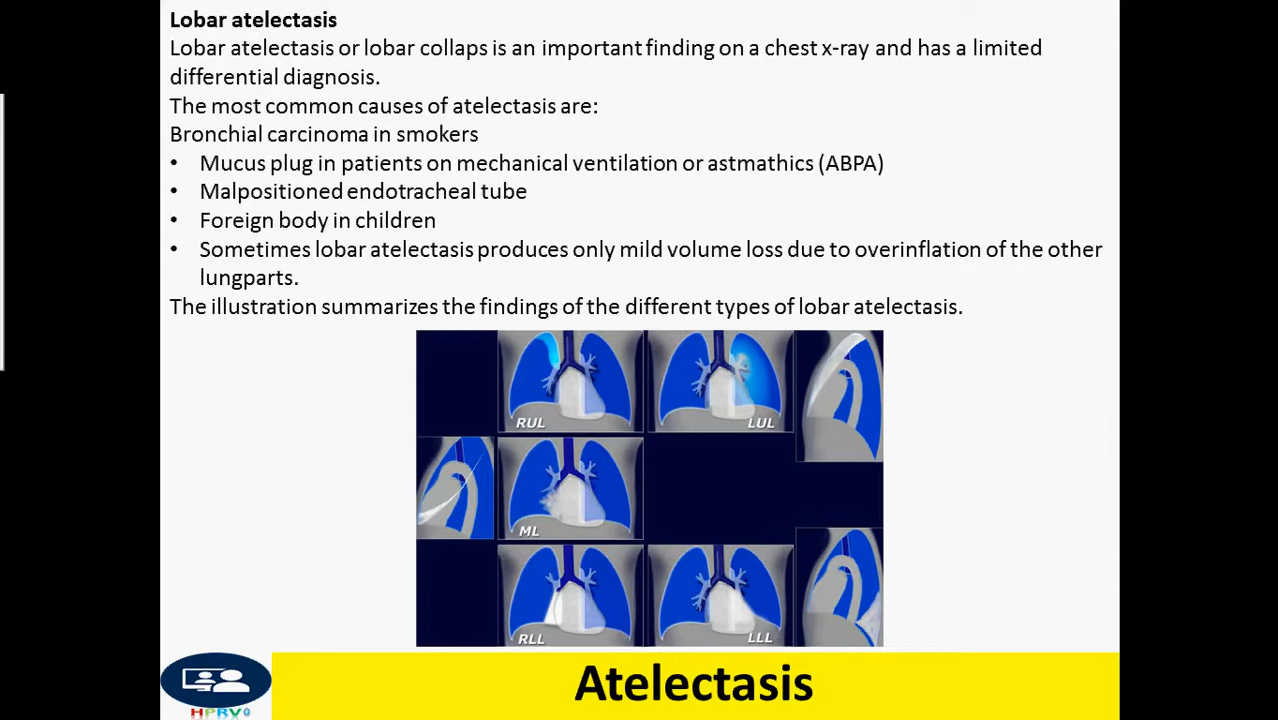 Lobar atelectasis
Lobar atelectasis or lobar collaps is an important finding on a chest x-ray and has a limited
differential diagnosis.
The most common causes of atelectasis are:
Bronchial carcinoma in smokers
• Mucus plug in patients on mechanical ventilation or astmathics (ABPA)
• Malpositioned endotracheal tube
• Foreign body in children
• Sometimes lobar atelectasis produces only mild volume loss due to overinflation of the other
lungparts.
The illustration summarizes the findings of the different types of lobar atelectasis.
RUL
LUL
ML
RLL
LLL
Atelectasis
HPRV